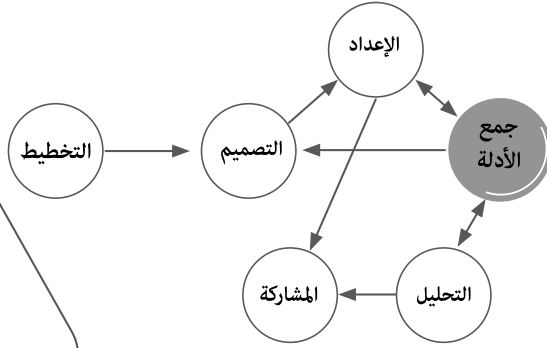 الإعداد
جمع
الأدلة
التصميم
التخطيط
التحليل
المشاركة